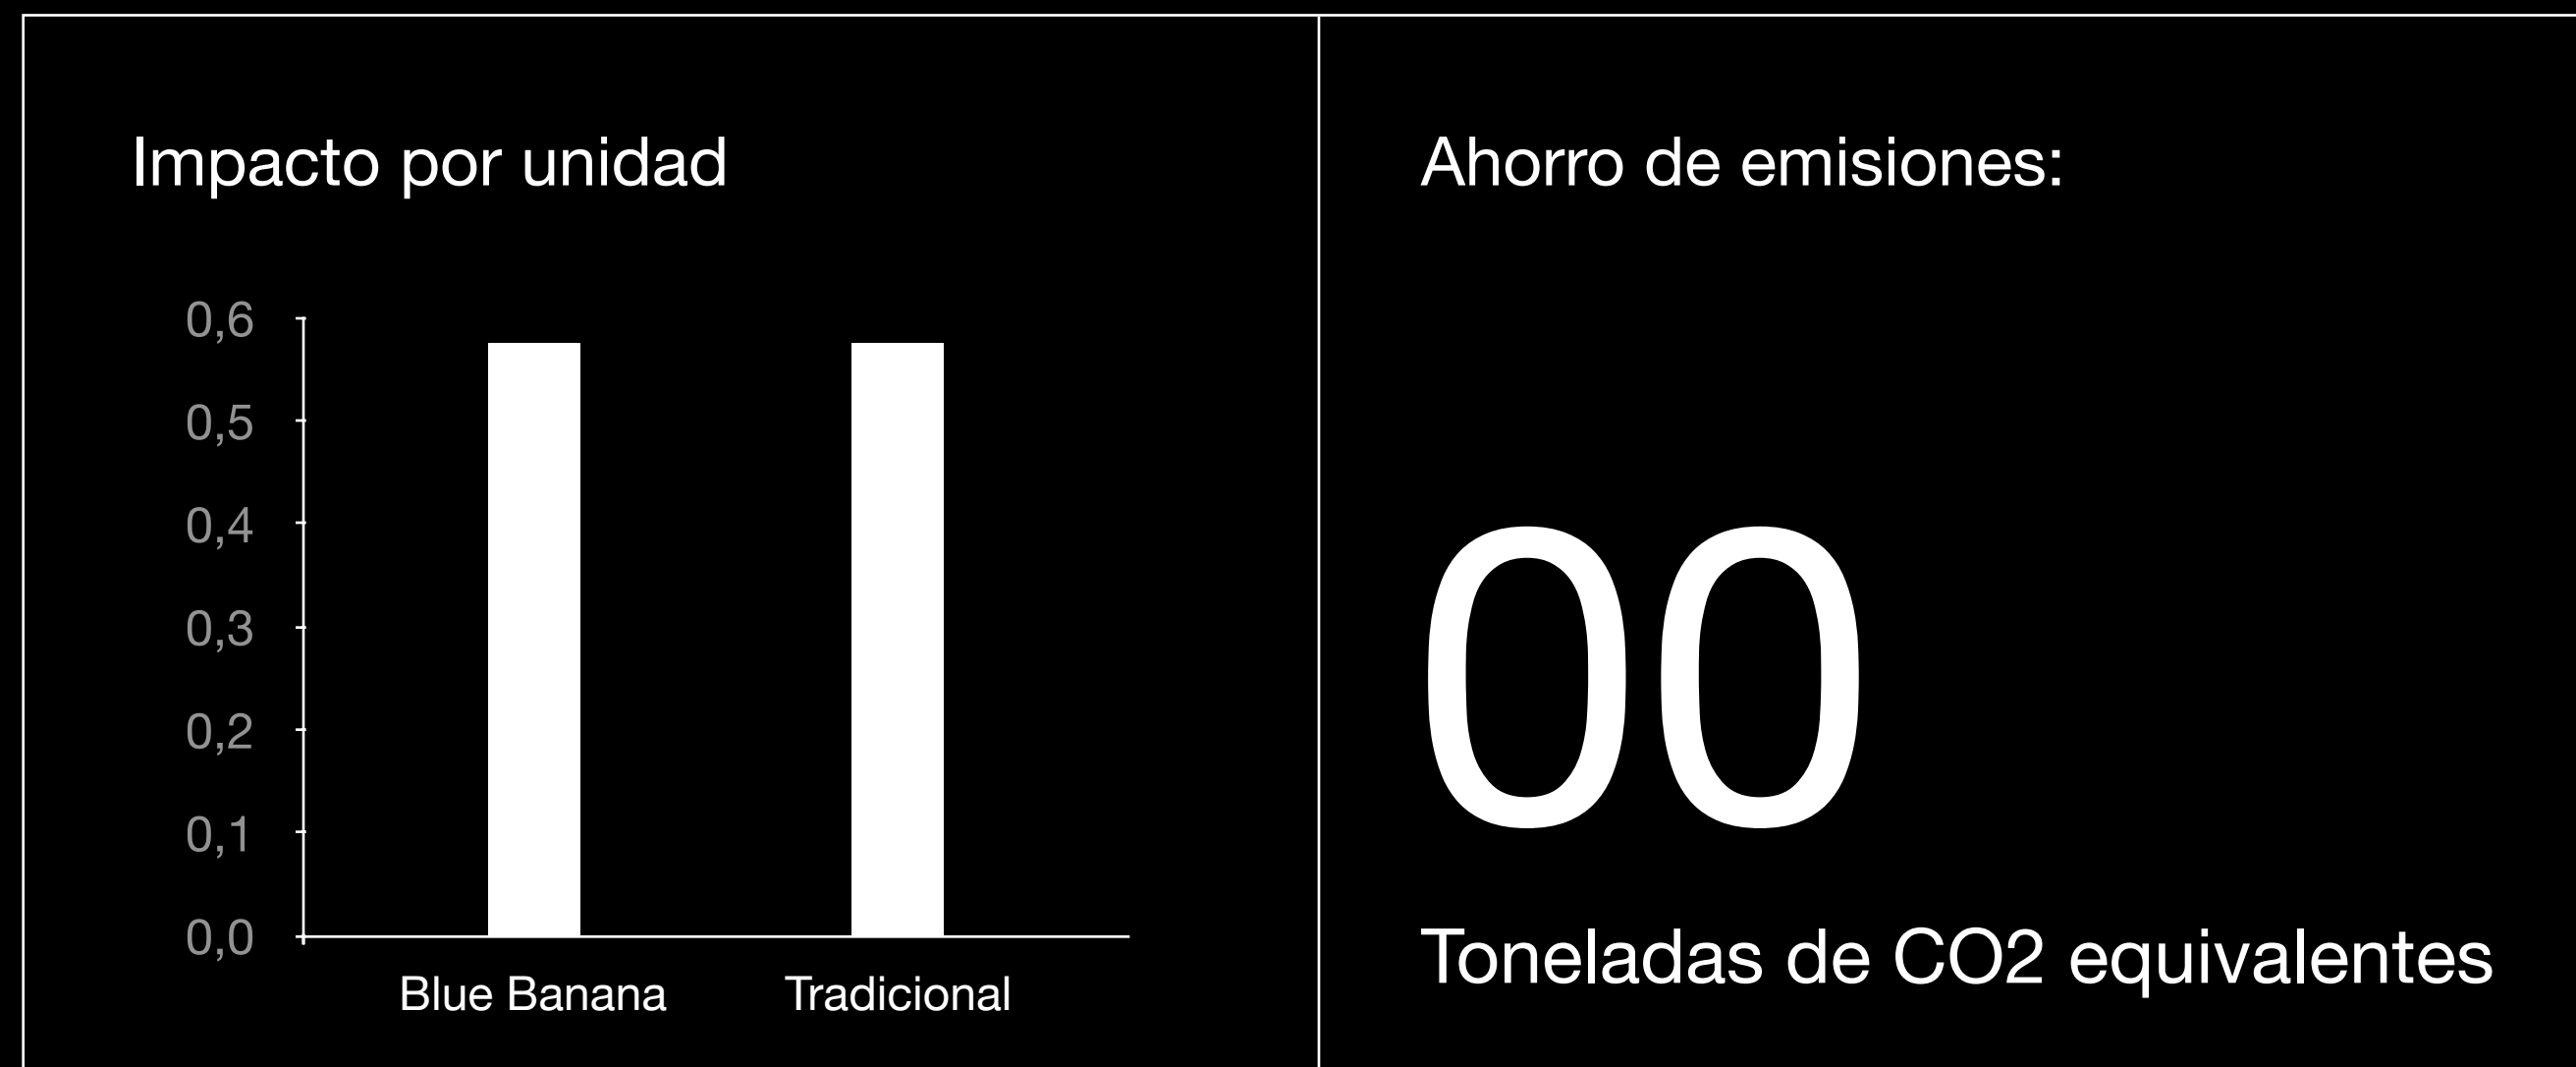 Impacto por unidad
0,6
0,5
0,4
0,3
0,2
0,1
0,0
Blue Banana
Tradicional
Ahorro de emisiones:
00
Toneladas de CO2 equivalentes